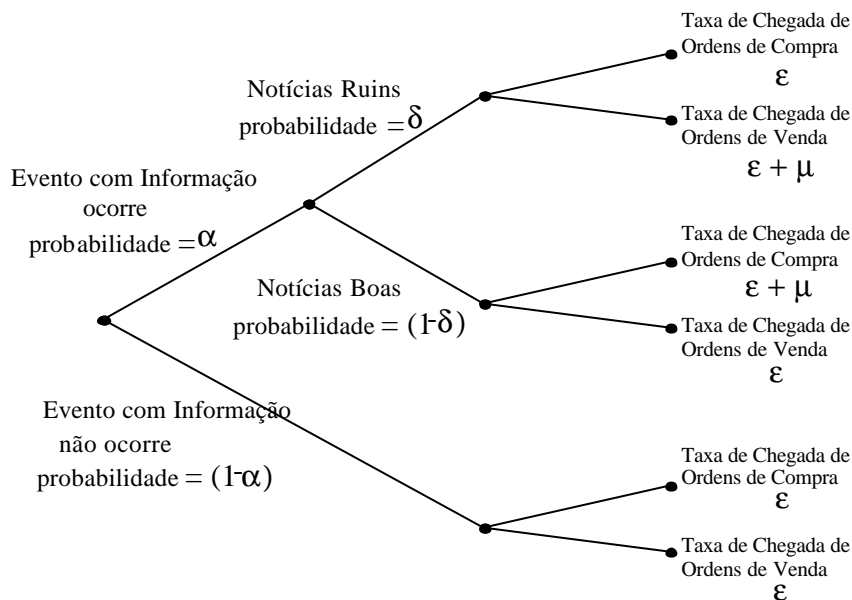 Taxa de Chegada de
Ordens de Compra
ε
Notícias Ruins
probabilidade = δ
Taxa de Chegada de
Ordens de Venda
ε + μ
Evento com Informação
ocorre
probabilidade = α
Taxa de Chegada de
Ordens de Compra
ε + μ
Notícias Boas
probabilidade = (1-δ)
Taxa de Chegada de
Ordens de Venda
ε
Evento com Informação
não ocorre
probabilidade = (1-α)
Taxa de Chegada de
Ordens de Compra
ε
Taxa de Chegada de
Ordens de Venda
ε